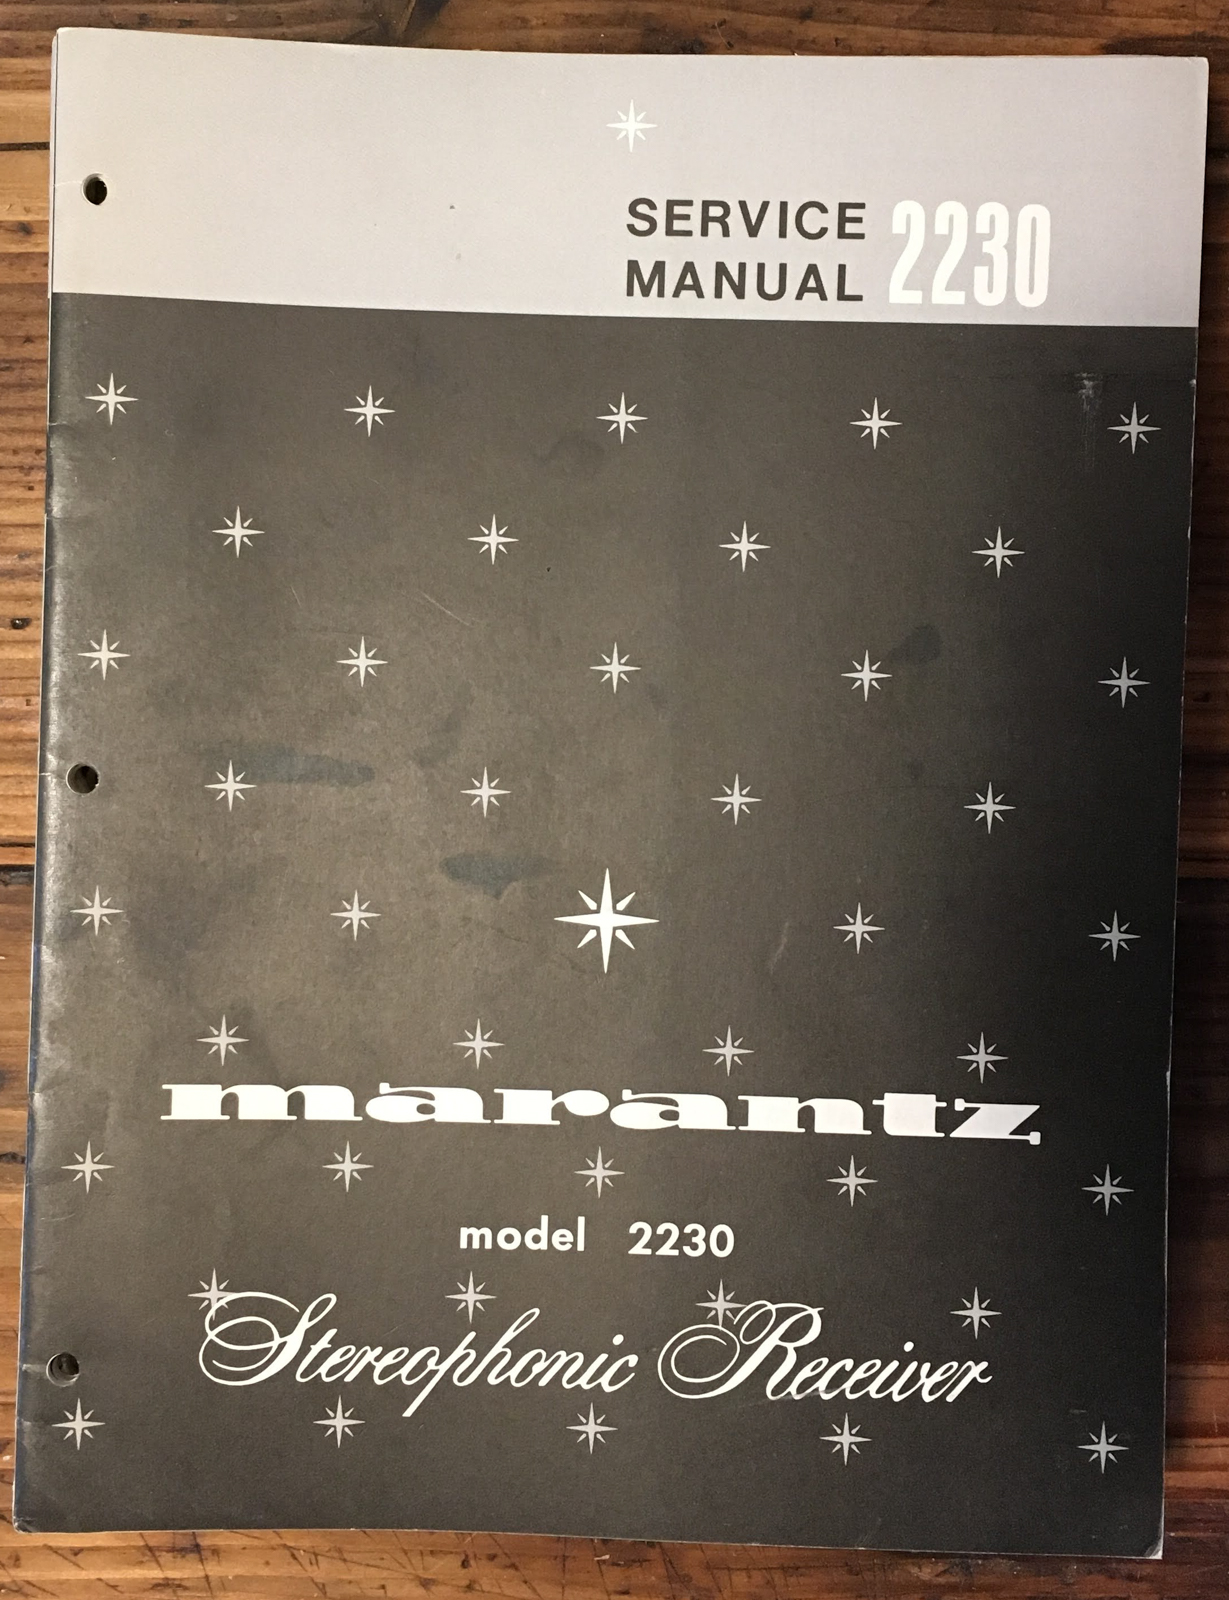 SERVICE
MANUAL 2230
marantz
model 2230
Stereophonic Receiver